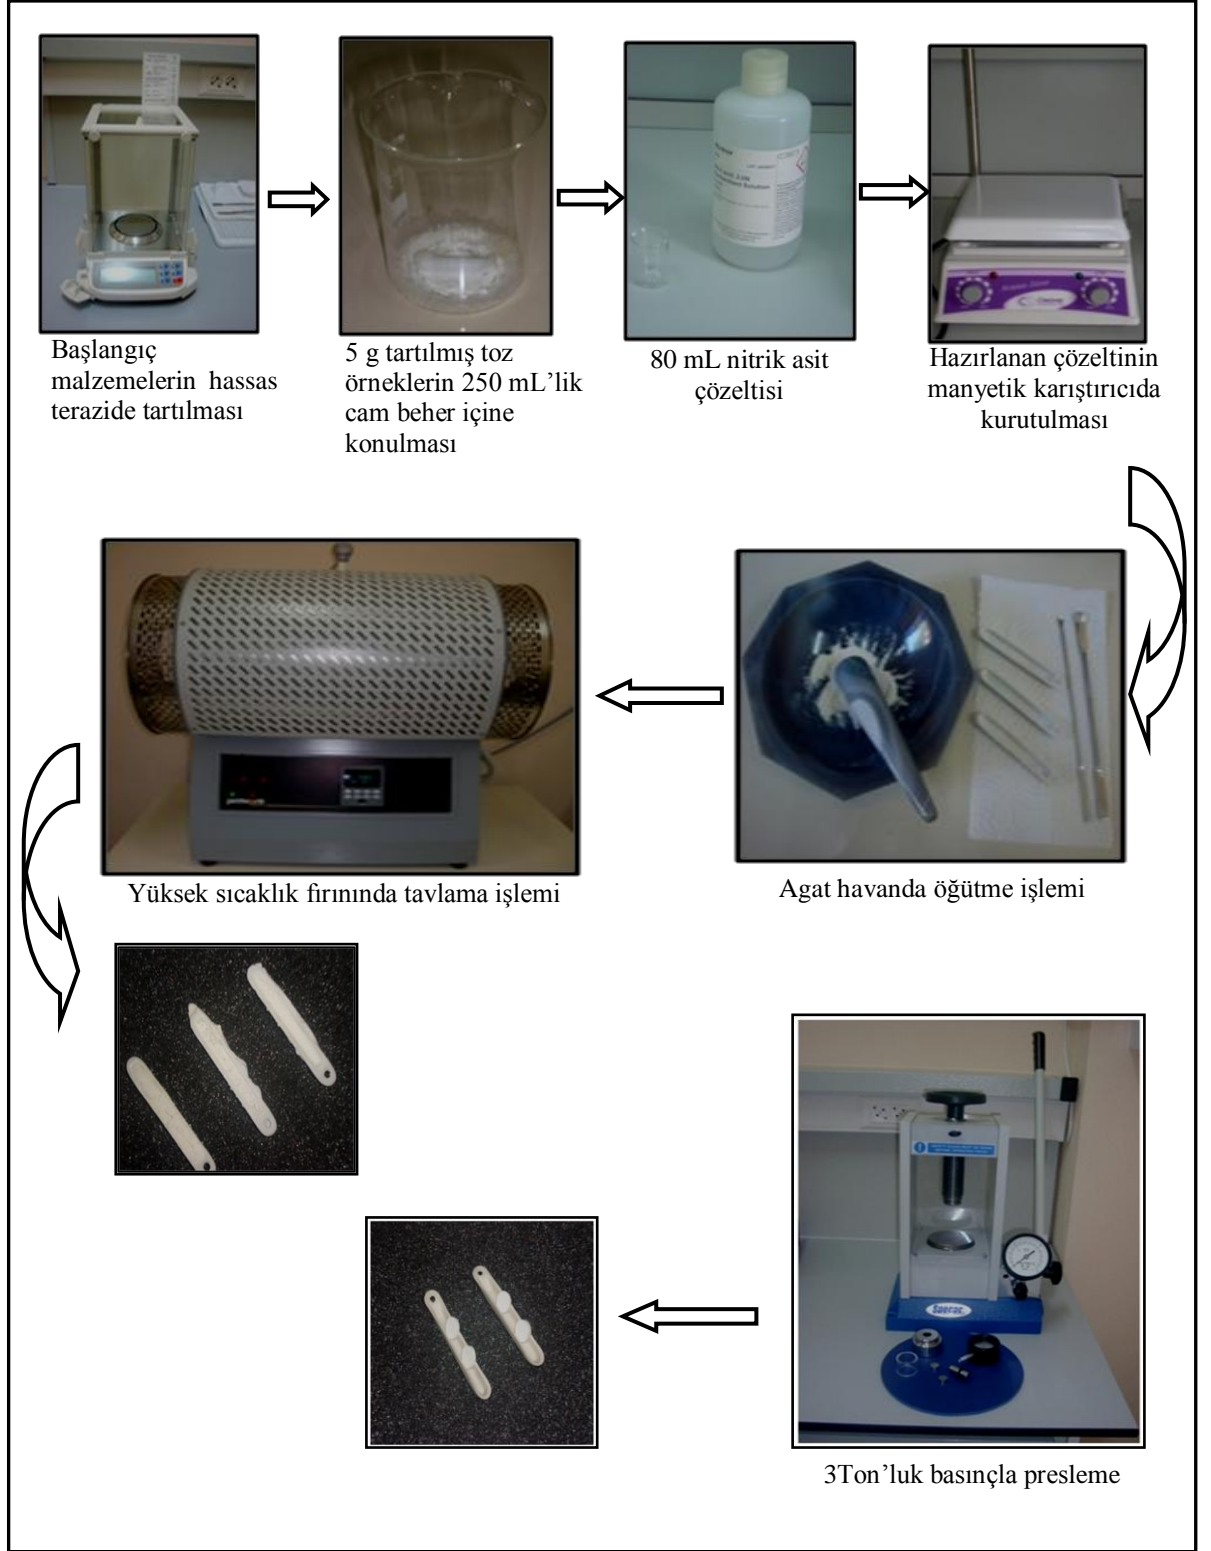 Başlangıç
malzemelerin hassas
terazide tartılması
5 g tartılmış toz
örneklerin 250 mL’lik
cam beher içine
konulması
80 mL nitrik asit
çözeltisi
Hazırlanan çözeltinin
manyetik karıştırıcıda
kurutulması
Yüksek sıcaklık fırınında tavlama işlemi
Agat havanda öğütme işlemi
Specac
3Ton’luk basınçla presleme